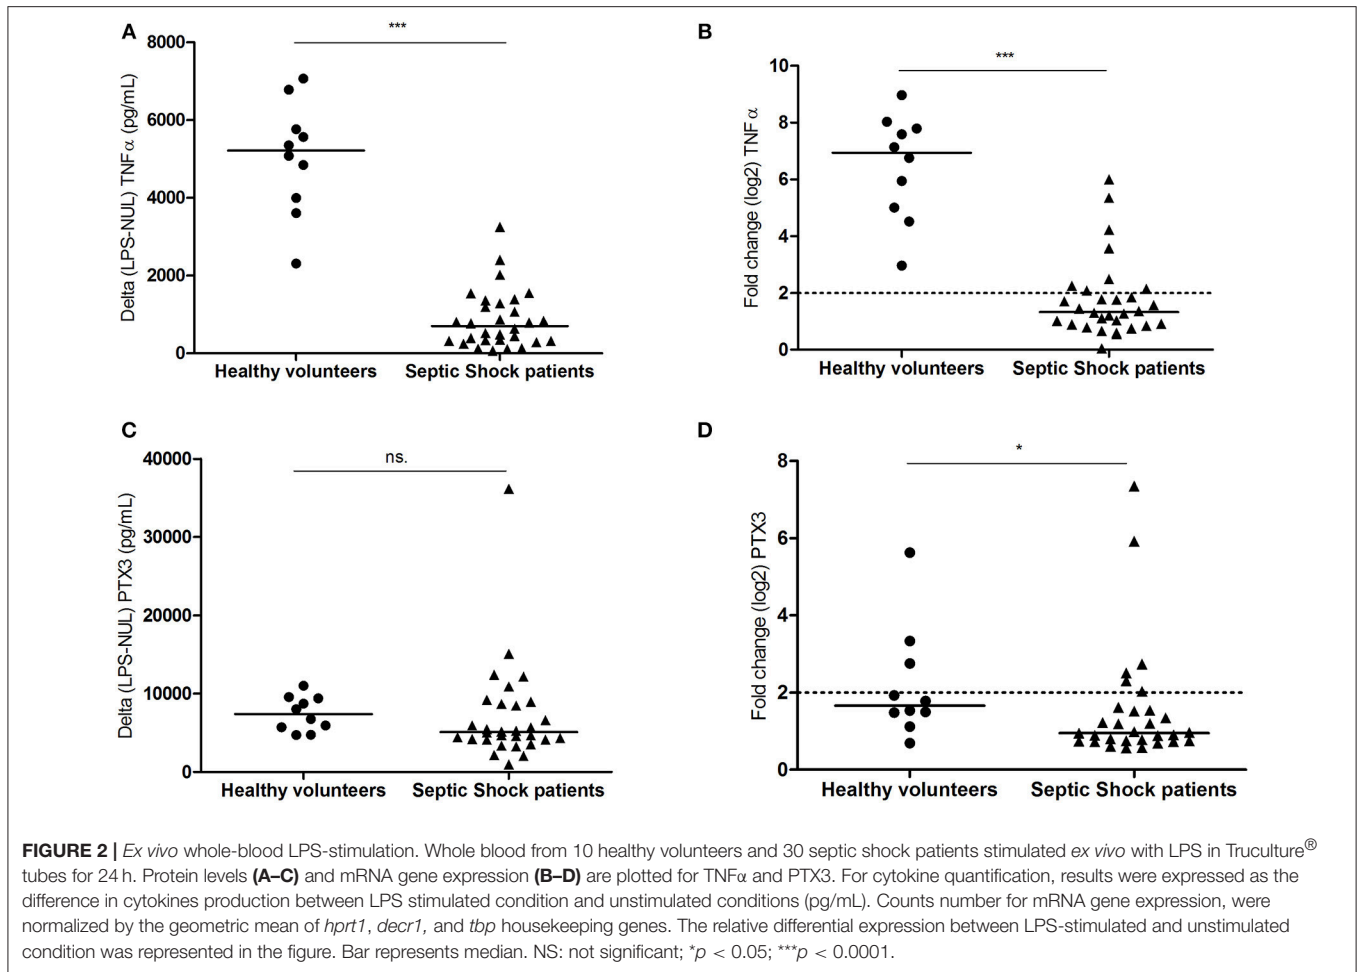 A
***
8000
6000
4000
2000
0
Delta (LPS-NUL) TNFα (pg/mL)
Healthy volunteers
Septic Shock patients
B
***
10
8
6
4
2
0
Fold change (log2) TNFα
Healthy volunteers
Septic Shock patients
C
ns.
40000
30000
20000
10000
0
Delta (LPS-NUL) PTX3 (pg/mL)
Healthy volunteers
Septic Shock patients
D
*
8
6
4
2
0
Fold change (log2) PTX3
Healthy volunteers
Septic Shock patients
FIGURE 2 | Ex vivo whole-blood LPS-stimulation. Whole blood from 10 healthy volunteers and 30 septic shock patients stimulated ex vivo with LPS in Truculture®
tubes for 24 h. Protein levels (A–C) and mRNA gene expression (B–D) are plotted for TNFα and PTX3. For cytokine quantification, results were expressed as the
difference in cytokines production between LPS stimulated condition and unstimulated conditions (pg/mL). Counts number for mRNA gene expression, were
normalized by the geometric mean of hprt1, decr1, and tbp housekeeping genes. The relative differential expression between LPS-stimulated and unstimulated
condition was represented in the figure. Bar represents median. NS: not significant; *p < 0.05; ***p < 0.0001.